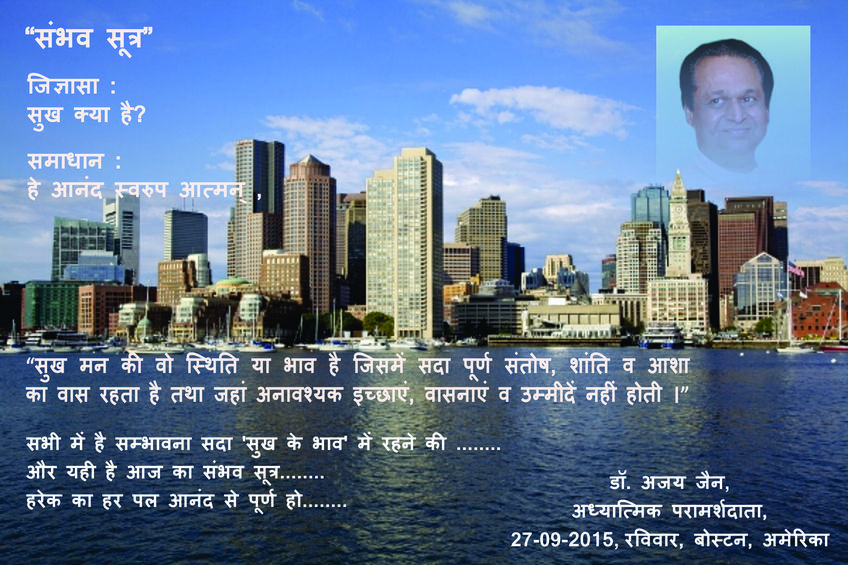 “संभव सूत्र”
जिज्ञासा :
सुख क्या है?
समाधान :
हे आनंद स्वरुप आत्मन् ,
“सुख मन की वो स्थिति या भाव है जिसमें सदा पूर्ण संतोष, शांति व आशा
का वास रहता है तथा जहां अनावश्यक इच्छाएं, वासनाएं व उम्मीदें नहीं होती ।”
सभी में है सम्भावना सदा 'सुख के भाव' में रहने की ........
और यही है आज का संभव सूत्र........
हरेक का हर पल आनंद से पूर्ण हो........
डॉ. अजय जैन,
अध्यात्मिक परामर्शदाता,
27-09-2015, रविवार, बोस्टन, अमेरिका